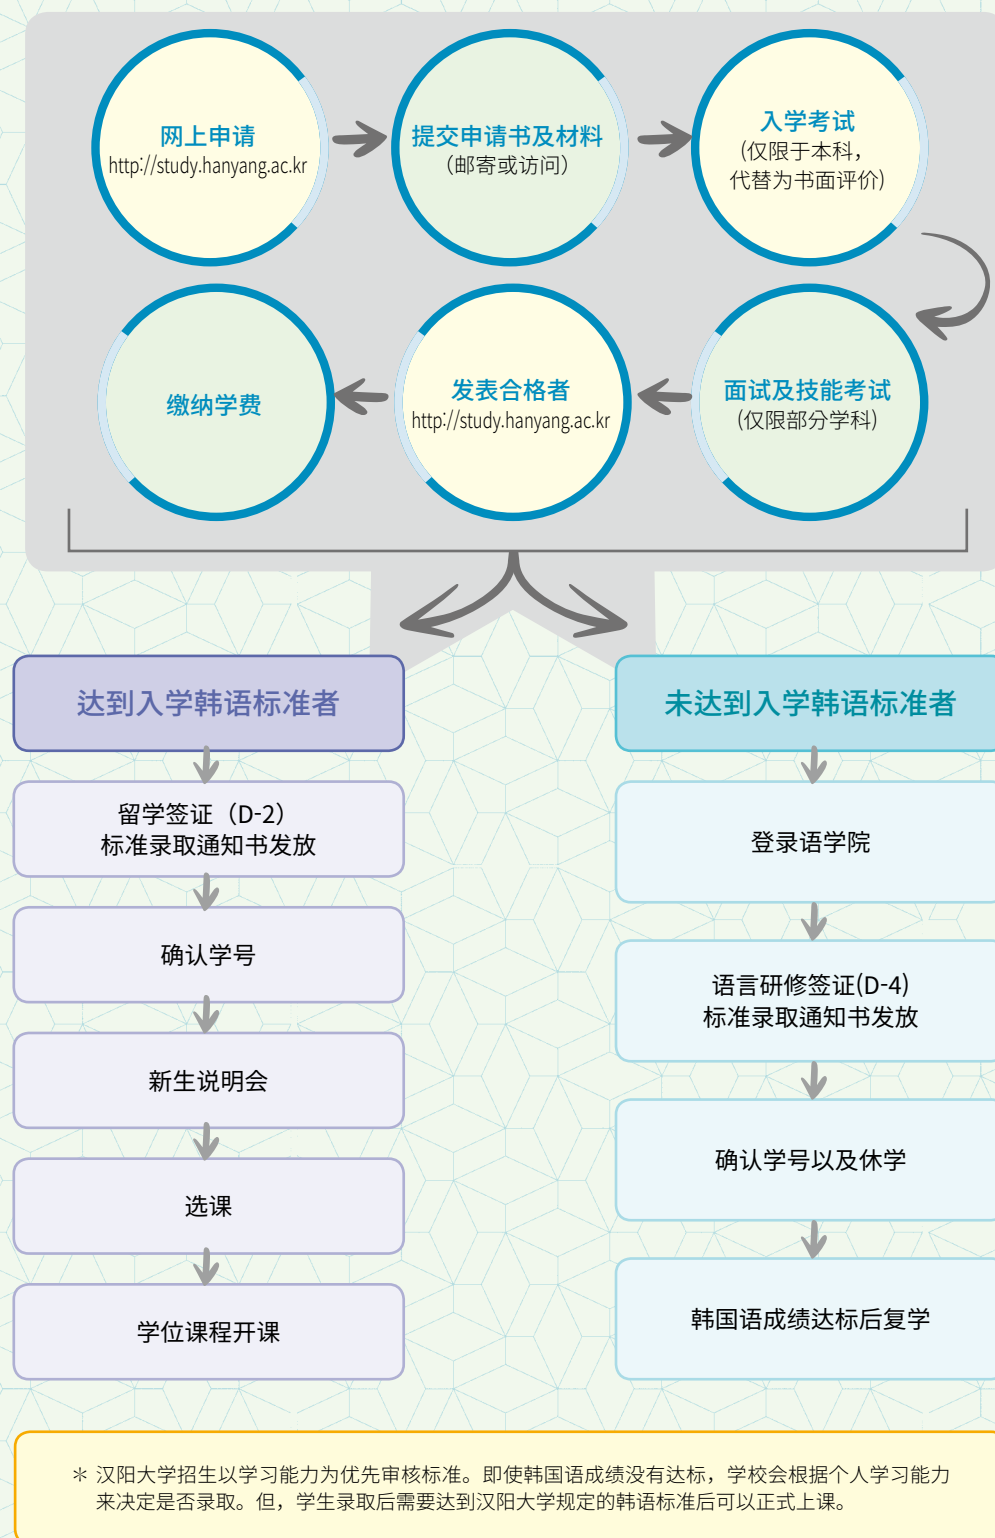 网上申请
http://study.hanyang.ac.kr
提交申请书及材料
（邮寄或访问）
入学考试
(仅限于本科，
代替为书面评价)
面试及技能考试
(仅限部分学科)
发表合格者
http://study.hanyang.ac.kr
缴纳学费
达到入学韩语标准者
留学签证（D-2）
标准录取通知书发放
确认学号
新生说明会
选课
学位课程开课
未达到入学韩语标准者
登录语学院
语言研修签证(D-4)
标准录取通知书发放
确认学号以及休学
韩国语成绩达标后复学
＊ 汉阳大学招生以学习能力为优先审核标准。即使韩国语成绩没有达标，学校会根据个人学习能力
来决定是否录取。但，学生录取后需要达到汉阳大学规定的韩语标准后可以正式上课。